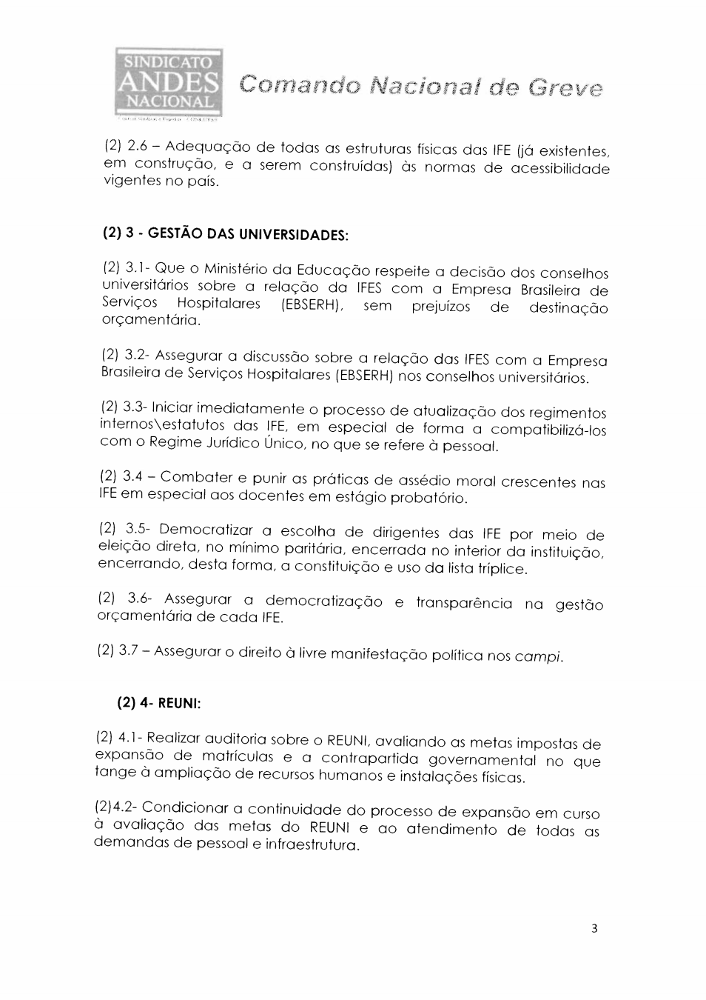 SINDICATO
ANDES
NACIONAL
Comando Nacional de Greve
(2) 2.6 – Adequação de todas as estruturas físicas das IFE (já existentes,
em construção, e a serem construídas) às normas de acessibilidade
vigentes no país.
(2) 3 - GESTÃO DAS UNIVERSIDADES:
(2) 3.1- Que o Ministério da Educação respeite a decisão dos conselhos
universitários sobre a relação da IFES com a Empresa Brasileira de
Serviços Hospitalares (EBSERH), sem prejuízos de destinação
orçamentária.
(2) 3.2- Assegurar a discussão sobre a relação das IFES com a Empresa
Brasileira de Serviços Hospitalares (EBSERH) nos conselhos universitários.
(2) 3.3- Iniciar imediatamente o processo de atualização dos regimentos
internos\estatutos das IFE, em especial de forma a compatibilizá-los
com o Regime Jurídico Único, no que se refere à pessoal.
(2) 3.4 – Combater e punir as práticas de assédio moral crescentes nas
IFE em especial aos docentes em estágio probatório.
(2) 3.5- Democratizar a escolha de dirigentes das IFE por meio de
eleição direta, no mínimo paritária, encerrada no interior da instituição,
encerrando, desta forma, a constituição e uso da lista tríplice.
(2) 3.6- Assegurar a democratização e transparência na gestão
orçamentária de cada IFE.
(2) 3.7 – Assegurar o direito à livre manifestação política nos campi.
(2) 4- REUNI:
(2) 4.1- Realizar auditoria sobre o REUNI, avaliando as metas impostas de
expansão de matrículas e a contrapartida governamental no que
tange à ampliação de recursos humanos e instalações físicas.
(2)4.2- Condicionar a continuidade do processo de expansão em curso
à avaliação das metas do REUNI e ao atendimento de todas as
demandas de pessoal e infraestrutura.
3